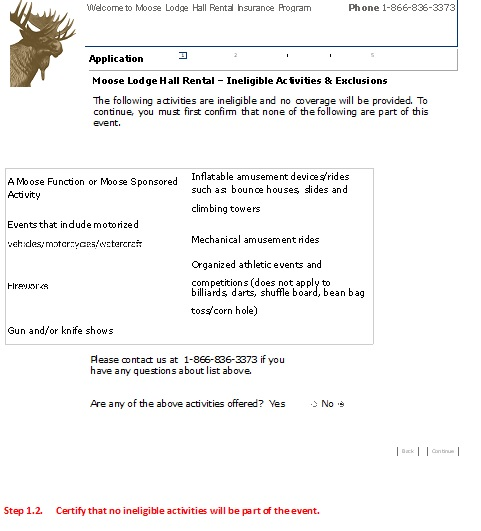 Welcome to Moose Lodge Hall Rental Insurance Program
Phone 1-866-836-3373
Application 1 2 5
Moose Lodge Hall Rental – Ineligible Activities & Exclusions
The following activities are ineligible and no coverage will be provided. To
continue, you must first confirm that none of the following are part of this
event.
A Moose Function or Moose Sponsored
Activity
Inflatable amusement devices/rides
such as: bounce houses, slides and
climbing towers
Events that include motorized
vehicles/motorcycles/watercraft
Mechanical amusement rides
Fireworks
Organized athletic events and
competitions (does not apply to
billiards, darts, shuffle board, bean bag
toss/corn hole)
Gun and/or knife shows
Please contact us at 1-866-836-3373 if you
have any questions about list above.
Are any of the above activities offered? Yes No
Back Continue
Step 1.2. Certify that no ineligible activities will be part of the event.